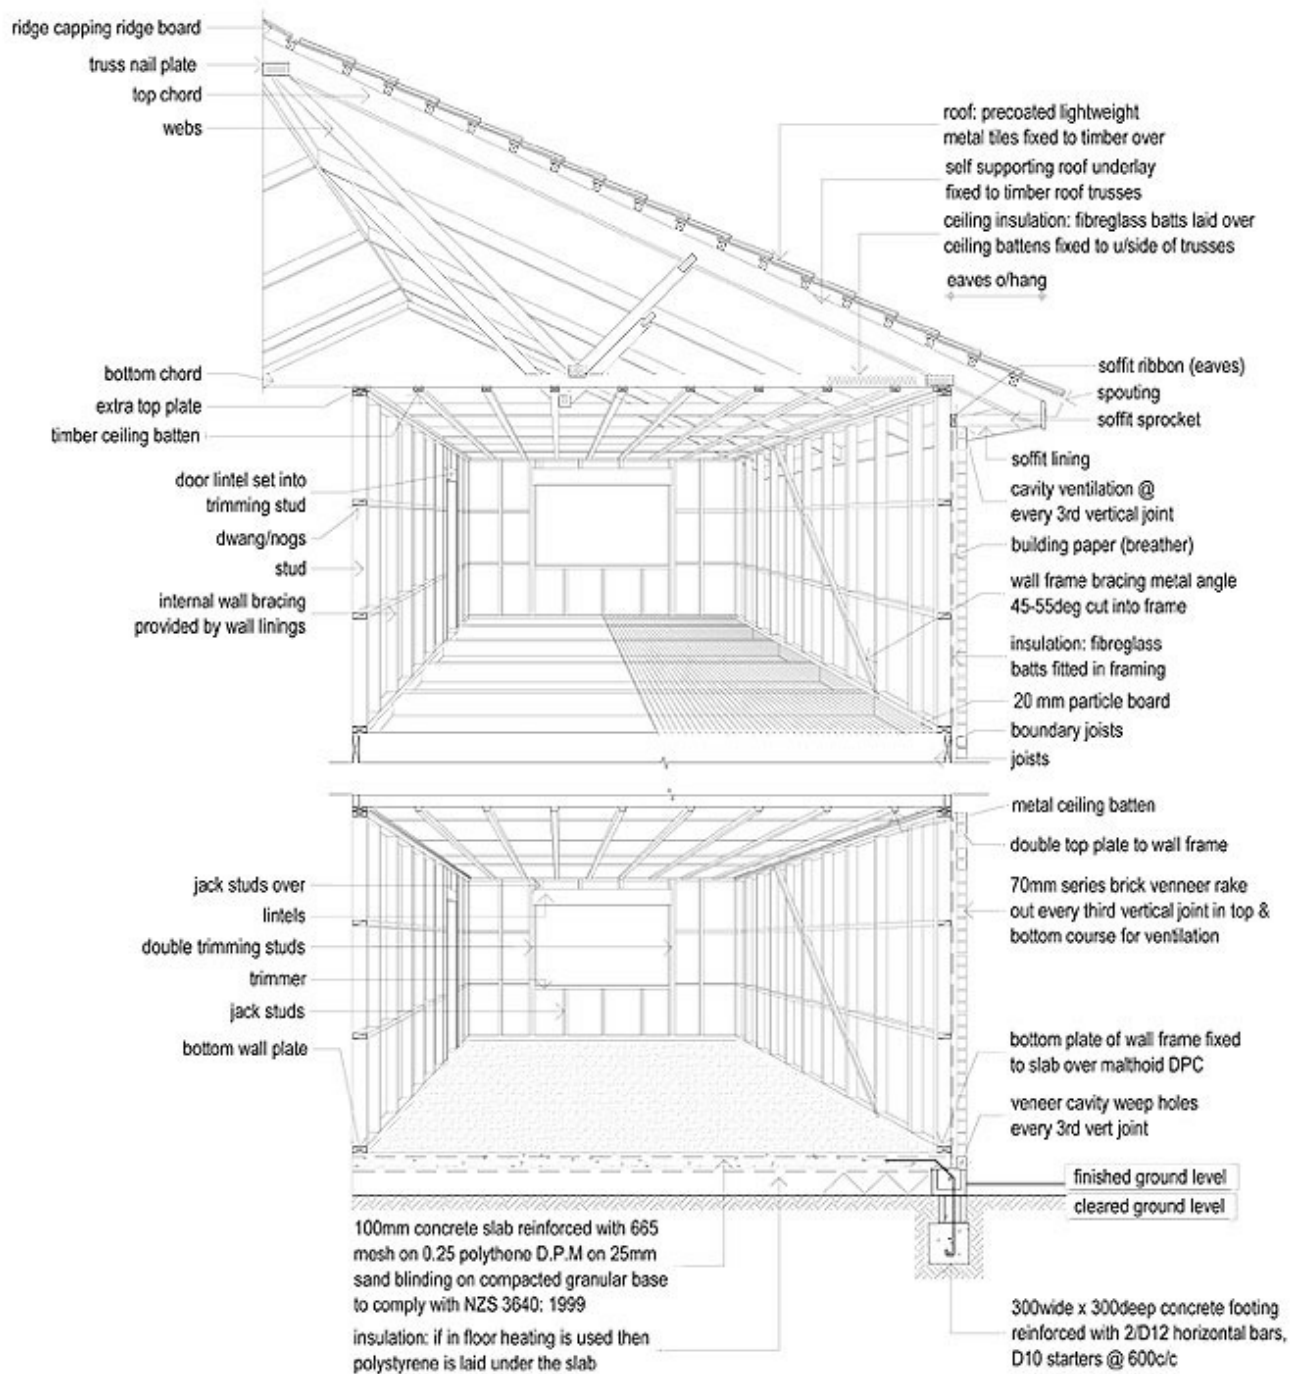 ridge capping ridge board
truss nail plate
top chord
webs
roof: precoated lightweight
metal tiles fixed to timber over
self supporting roof underlay
fixed to timber roof trusses
ceiling insulation: fibreglass batts laid over
ceiling battens fixed to u/side of trusses
eaves o/hang
bottom chord
extra top plate
timber ceiling batten
door lintel set into
trimming stud
dwang/nogs
stud
internal wall bracing
provided by wall linings
soffit ribbon (eaves)
spouting
soffit sprocket
soffit lining
cavity ventilation @
every 3rd vertical joint
building paper (breather)
wall frame bracing metal angle
45-55deg cut into frame
insulation: fibreglass
batts fitted in framing
20 mm particle board
boundary joists
joists
metal ceiling batten
double top plate to wall frame
jack studs over
lintels
double trimming studs
trimmer
jack studs
bottom wall plate
70mm series brick venneer rake
out every third vertical joint in top &
bottom course for ventilation
bottom plate of wall frame fixed
to slab over malthoid DPC
veneer cavity weep holes
every 3rd vert joint
finished ground level
cleared ground level
100mm concrete slab reinforced with 665
mesh on 0.25 polythene D.P.M on 25mm
sand blinding on compacted granular base
to comply with NZS 3640: 1999
insulation: if in floor heating is used then
polystyrene is laid under the slab
300wide x 300deep concrete footing
reinforced with 2/D12 horizontal bars,
D10 starters @ 600c/c